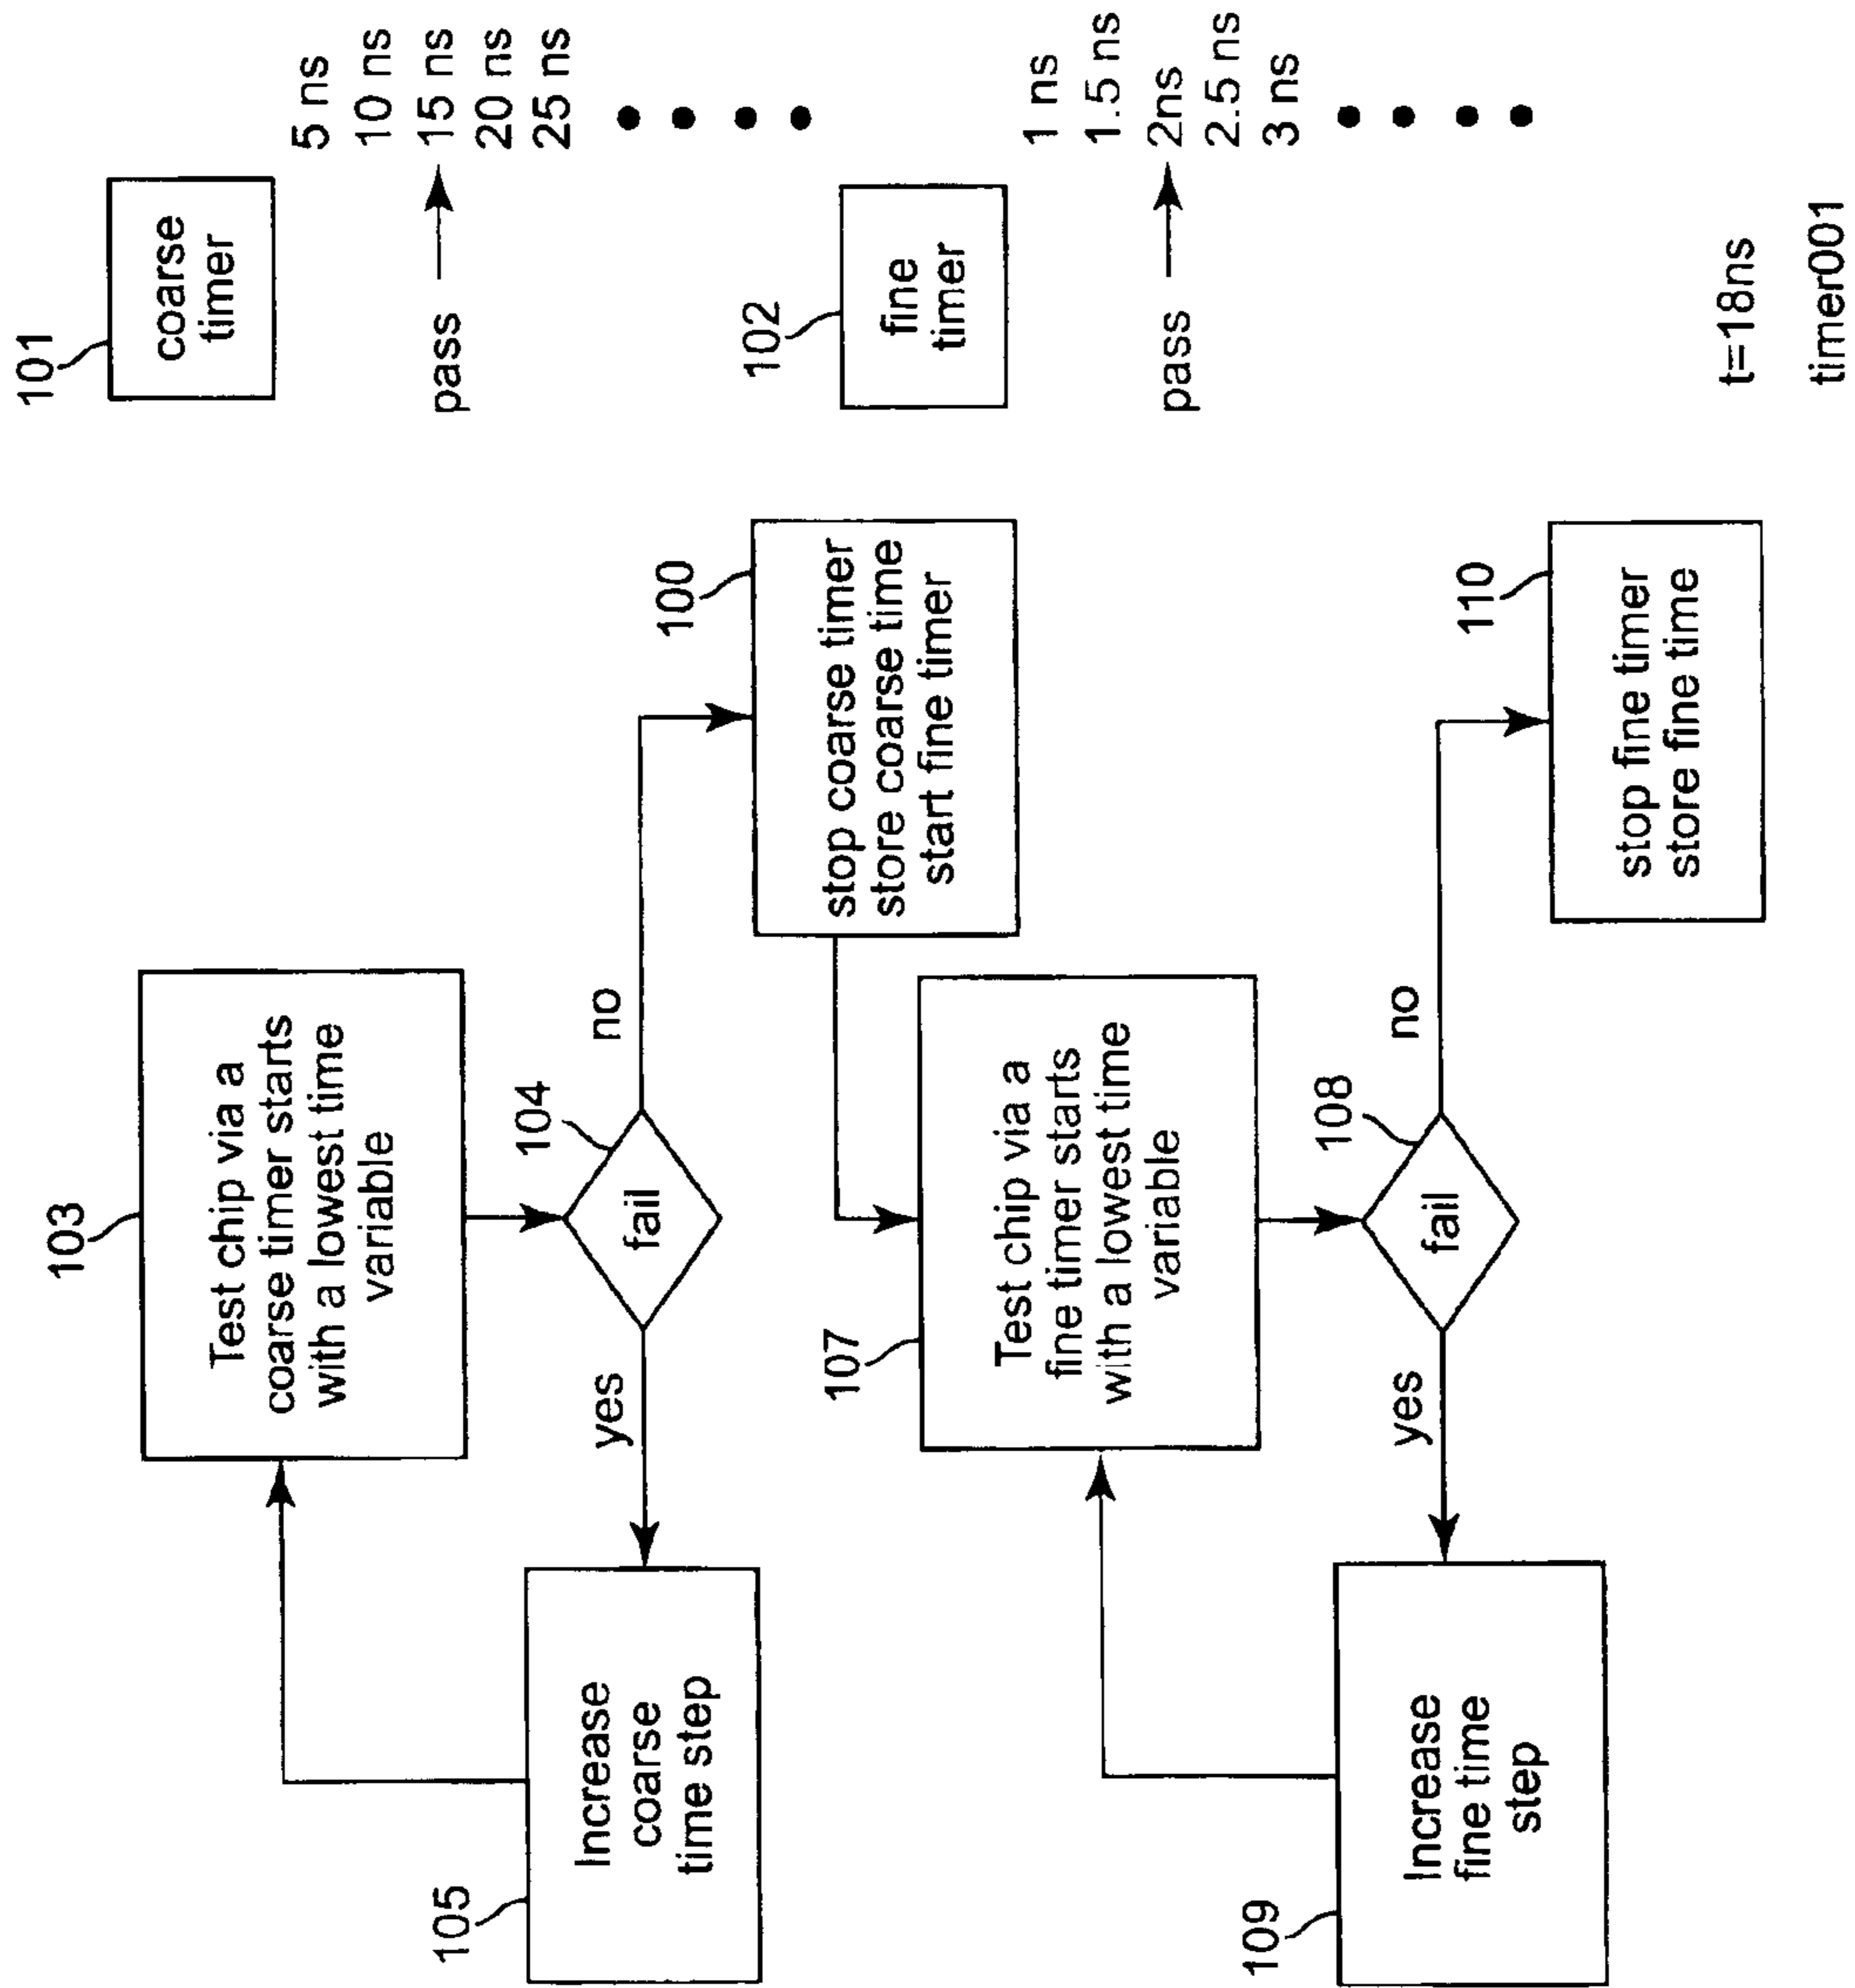 103
Test chip via a
coarse timer starts
with a lowest time
variable
104
fail
yes
no
105
Increase
coarse
time step
100
stop coarse timer
store coarse time
start fine timer
107
Test chip via a
fine timer starts
with a lowest time
variable
108
fail
yes
no
109
Increase
fine time
step
110
stop fine timer
store fine time
101
coarse
timer
5 ns
10 ns
pass 15 ns
20 ns
25 ns
102
fine
timer
1 ns
1.5 ns
pass 2ns
2.5 ns
3 ns
t=18ns
timer001